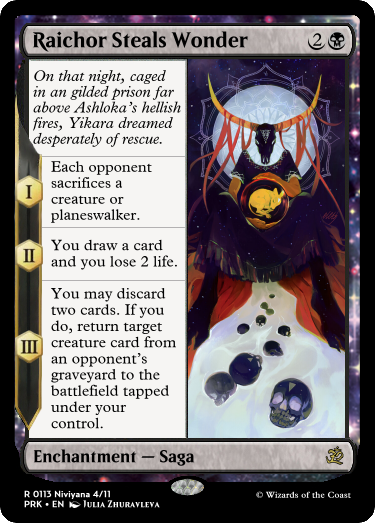 Raichor Steals Wonder 2
On that night, caged
in an gilded prison far
above Ashloka's hellish
fires, Yikara dreamed
desperately of rescue.
I
Each opponent
sacrifices a
creature or
planeswalker.
II
You draw a card
and you lose 2 life.
III
You may discard
two cards. If you
do, return target
creature card from
an opponent's
graveyard to the
battlefield tapped
under your
control.
Enchantment — Saga
R 0113 Niviyana 4/11
PRK • EN Julia Zhuravleva
© Wizards of the Coast